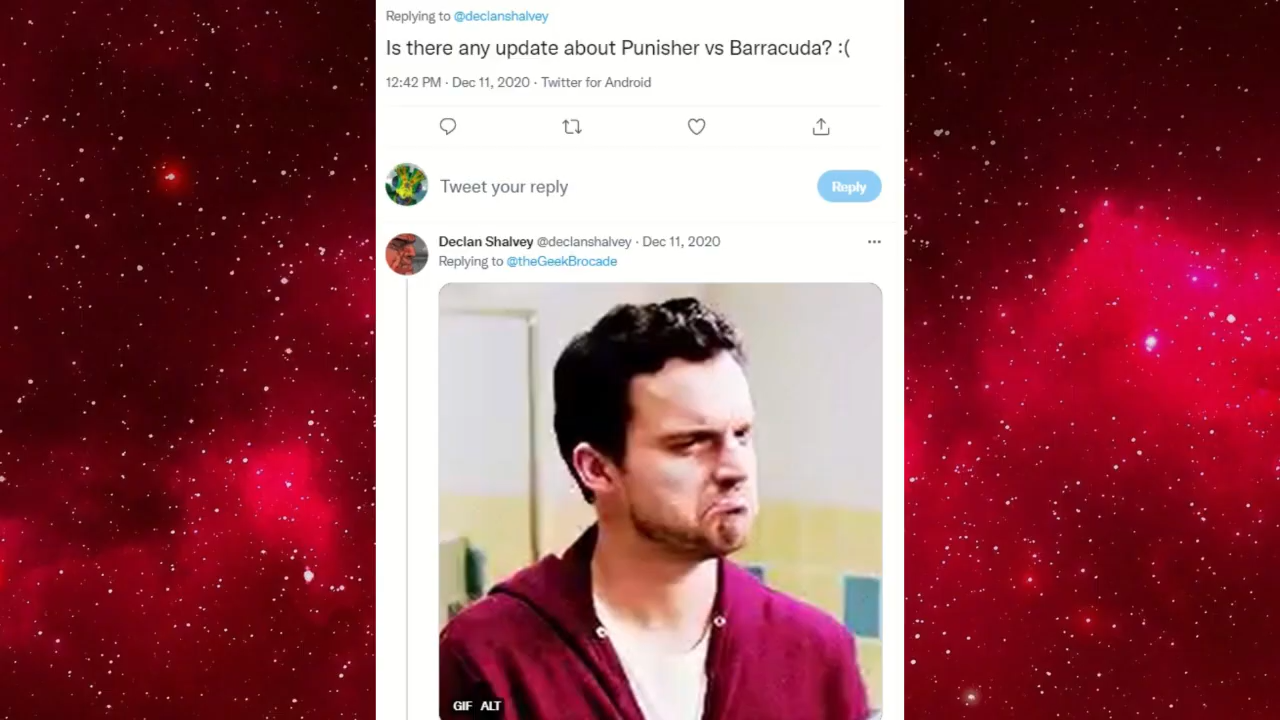 Replying to @declanshalvey
Is there any update about Punisher vs Barracuda? :(
12:42 PM · Dec 11, 2020 · Twitter for Android
Tweet your reply
Reply
Declan Shalvey @declanshalvey · Dec 11, 2020
Replying to @theGeekBrocade
GIF ALT